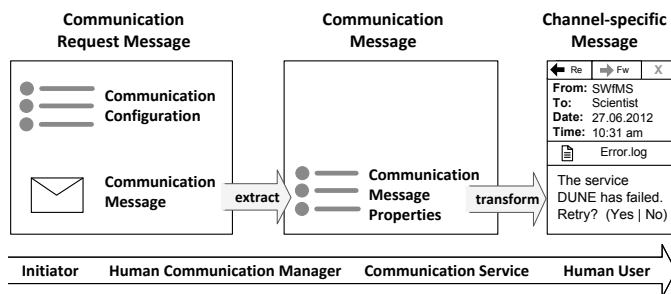 Communication
Request Message
Communication
Message
Channel-specific
Message
Communication
Configuration
Communication
Message
extract
Communication
Message
Properties
transform
Re Fw X
From: SWfMS
To: Scientist
Date: 27.06.2012
Time: 10:31 am
Error.log
The service
DUNE has failed.
Retry? (Yes | No)
Initiator Human Communication Manager Communication Service Human User